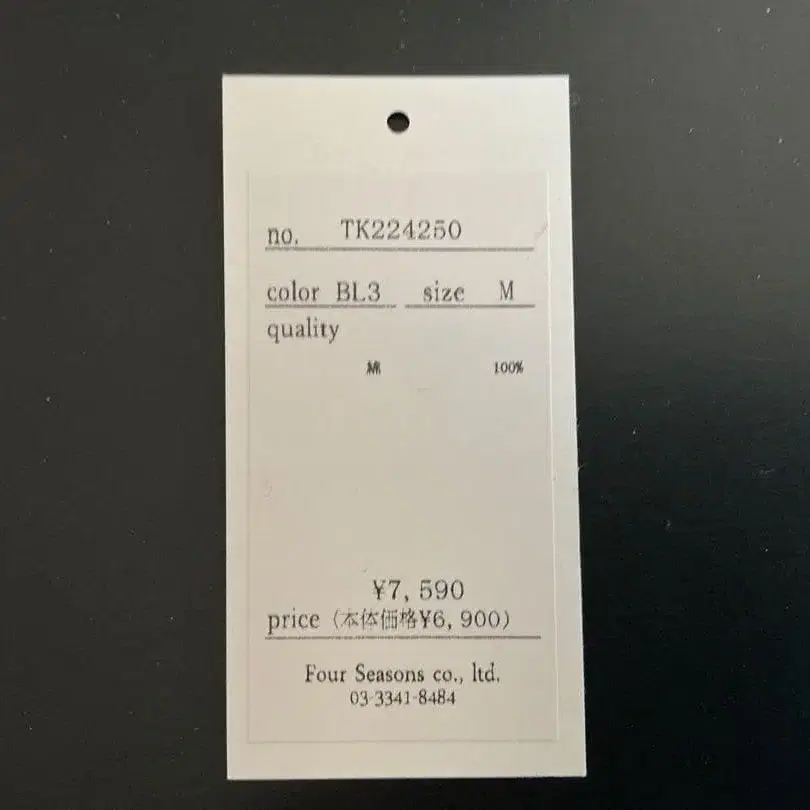 no. TK224250
color BL3 size M
quality
100%
¥7,590
price (本体価格¥6,900)
Four Seasons co., ltd.
03-3341-8484